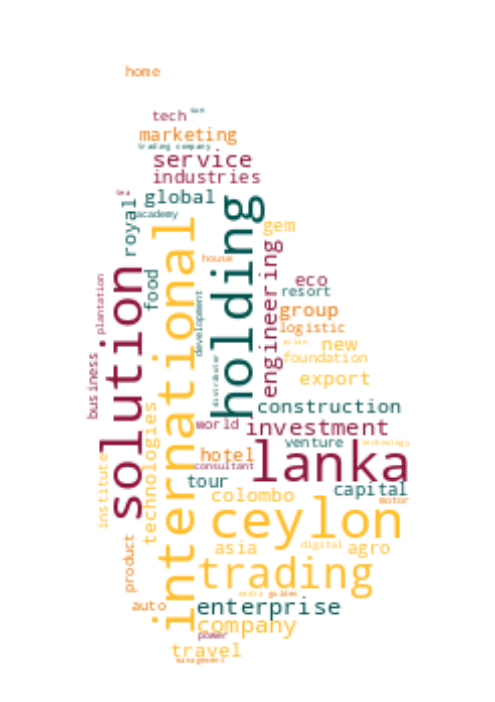 home
tech
marketing
trading company
service
industries
tea
global
academy
royal
holding
international
gem
engineering
house
solution
plantation
food
development
eco
resort
group
logistic
new
foundation
export
distributor
business
construction
world
investment
venture
technology
hotel
consultant
lanka
technologies
institute
tour
capital
colombo
motor
ceylon
asia
digital
agro
product
trading
media
golden
auto
enterprise
company
power
travel
management